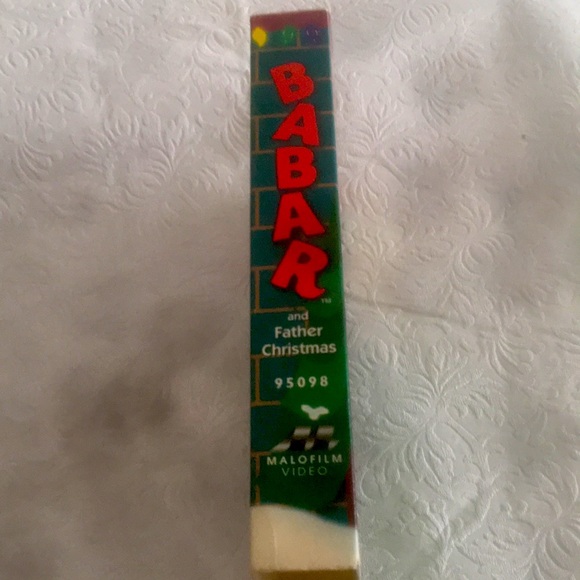 BABAR
TM
and
Father
Christmas
95098
MALOFILM
VIDEO